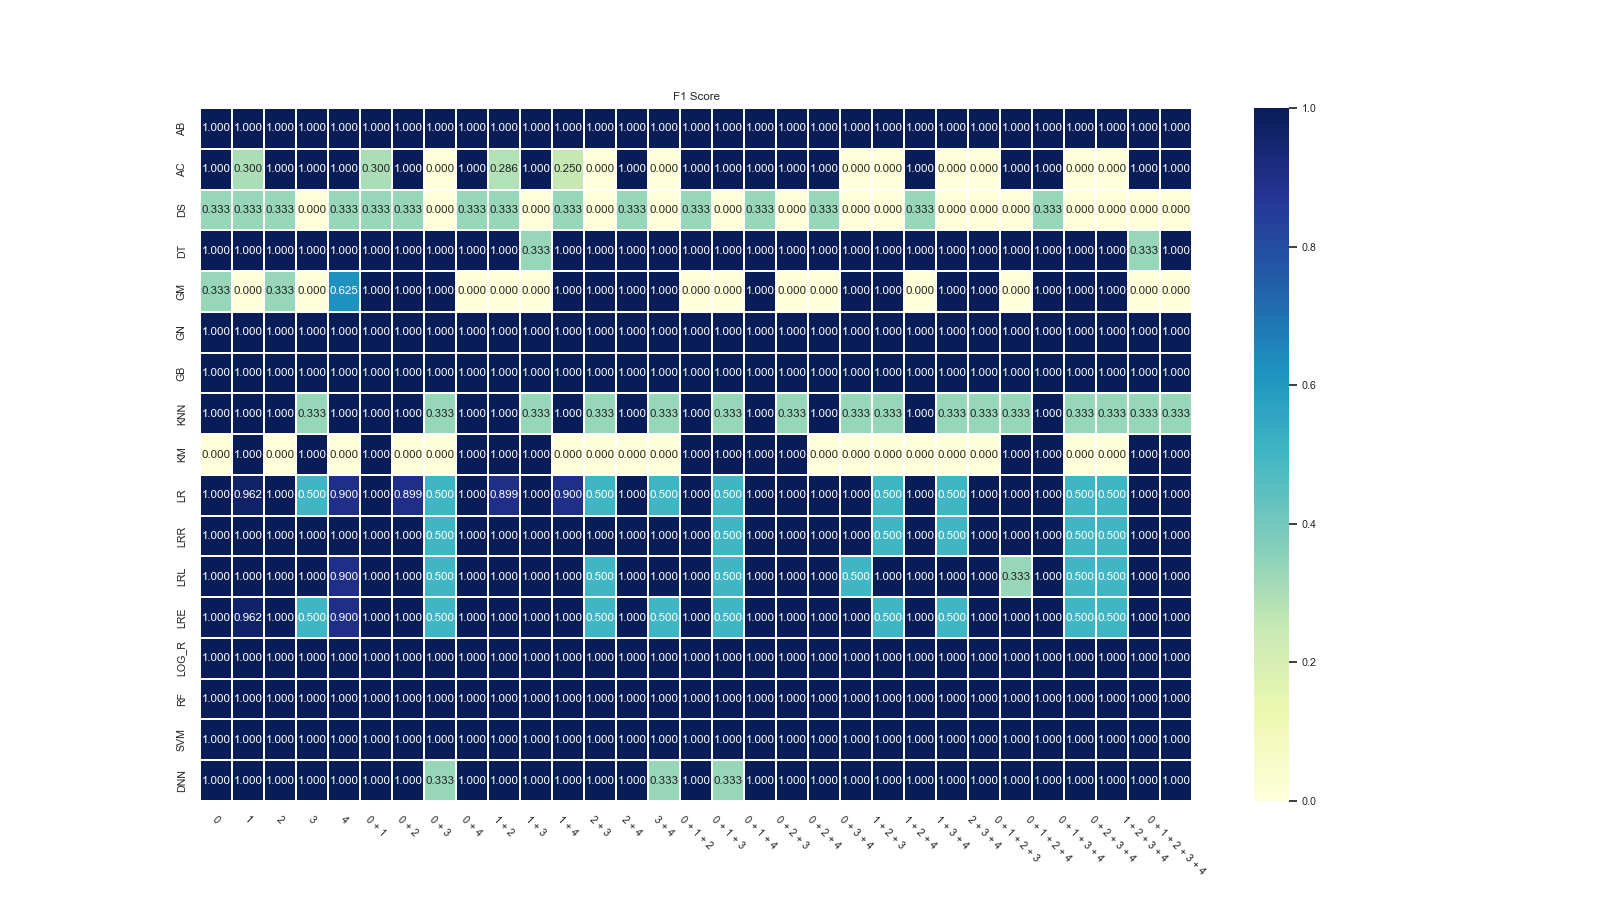 F1 Score
AB 1.000 1.000 1.000 1.000 1.000 1.000 1.000 1.000 1.000 1.000 1.000 1.000 1.000 1.000 1.000 1.000 1.000 1.000 1.000 1.000 1.000 1.000 1.000 1.000 1.000 1.000 1.000 1.000 1.000 1.000 1.000 1.0
AC 1.000 0.300 1.000 1.000 1.000 0.300 1.000 0.000 1.000 0.286 1.000 0.250 0.000 1.000 0.000 1.000 1.000 1.000 1.000 1.000 0.000 0.000 1.000 0.000 0.000 1.000 1.000 0.000 0.000 1.000 1.000
DS 0.333 0.333 0.333 0.000 0.333 0.333 0.333 0.000 0.333 0.333 0.000 0.333 0.000 0.333 0.000 0.333 0.000 0.333 0.000 0.333 0.000 0.000 0.333 0.000 0.000 0.000 0.333 0.000 0.000 0.000 0.000
DT 1.000 1.000 1.000 1.000 1.000 1.000 1.000 1.000 1.000 1.000 0.333 1.000 1.000 1.000 1.000 1.000 1.000 1.000 1.000 1.000 1.000 1.000 1.000 1.000 1.000 1.000 1.000 1.000 1.000 0.333 1.000 0.8
GM 0.333 0.000 0.333 0.000 0.625 1.000 1.000 1.000 0.000 0.000 0.000 1.000 1.000 1.000 1.000 0.000 0.000 1.000 0.000 0.000 1.000 1.000 0.000 1.000 1.000 0.000 1.000 1.000 1.000 0.000 0.000
GN 1.000 1.000 1.000 1.000 1.000 1.000 1.000 1.000 1.000 1.000 1.000 1.000 1.000 1.000 1.000 1.000 1.000 1.000 1.000 1.000 1.000 1.000 1.000 1.000 1.000 1.000 1.000 1.000 1.000 1.000 1.000
GB 1.000 1.000 1.000 1.000 1.000 1.000 1.000 1.000 1.000 1.000 1.000 1.000 1.000 1.000 1.000 1.000 1.000 1.000 1.000 1.000 1.000 1.000 1.000 1.000 1.000 1.000 1.000 1.000 1.000 1.000 1.000 0.6
KNN 1.000 1.000 1.000 0.333 1.000 1.000 1.000 0.333 1.000 1.000 0.333 1.000 0.333 1.000 0.333 1.000 0.333 1.000 0.333 1.000 0.333 0.333 1.000 0.333 0.333 0.333 1.000 0.333 0.333 0.333 0.333
KM 0.000 1.000 0.000 1.000 0.000 1.000 0.000 0.000 1.000 1.000 1.000 0.000 0.000 0.000 0.000 1.000 1.000 1.000 1.000 0.000 0.000 0.000 0.000 0.000 0.000 1.000 1.000 0.000 0.000 1.000 1.000
LR 1.000 0.962 1.000 0.500 0.900 1.000 0.899 0.500 1.000 0.899 1.000 0.900 0.500 1.000 0.500 1.000 0.500 1.000 1.000 1.000 1.000 0.500 1.000 0.500 1.000 1.000 1.000 0.500 0.500 1.000 1.000
LRR 1.000 1.000 1.000 1.000 1.000 1.000 1.000 0.500 1.000 1.000 1.000 1.000 1.000 1.000 1.000 1.000 0.500 1.000 1.000 1.000 1.000 0.500 1.000 0.500 1.000 1.000 1.000 0.500 0.500 1.000 1.000 0.4
LRL 1.000 1.000 1.000 1.000 0.900 1.000 1.000 0.500 1.000 1.000 1.000 1.000 0.500 1.000 1.000 1.000 0.500 1.000 1.000 1.000 0.500 1.000 1.000 1.000 1.000 0.333 1.000 0.500 0.500 1.000 1.000
LRE 1.000 0.962 1.000 0.500 0.900 1.000 1.000 0.500 1.000 1.000 1.000 1.000 0.500 1.000 0.500 1.000 0.500 1.000 1.000 1.000 1.000 0.500 1.000 0.500 1.000 1.000 1.000 0.500 0.500 1.000 1.000
LOG_R 1.000 1.000 1.000 1.000 1.000 1.000 1.000 1.000 1.000 1.000 1.000 1.000 1.000 1.000 1.000 1.000 1.000 1.000 1.000 1.000 1.000 1.000 1.000 1.000 1.000 1.000 1.000 1.000 1.000 1.000 1.000 0.2
RF 1.000 1.000 1.000 1.000 1.000 1.000 1.000 1.000 1.000 1.000 1.000 1.000 1.000 1.000 1.000 1.000 1.000 1.000 1.000 1.000 1.000 1.000 1.000 1.000 1.000 1.000 1.000 1.000 1.000 1.000 1.000
SVM 1.000 1.000 1.000 1.000 1.000 1.000 1.000 1.000 1.000 1.000 1.000 1.000 1.000 1.000 1.000 1.000 1.000 1.000 1.000 1.000 1.000 1.000 1.000 1.000 1.000 1.000 1.000 1.000 1.000 1.000 1.000
DNN 1.000 1.000 1.000 1.000 1.000 1.000 1.000 0.333 1.000 1.000 1.000 1.000 1.000 1.000 0.333 1.000 0.333 1.000 1.000 1.000 1.000 1.000 1.000 1.000 1.000 1.000 1.000 1.000 1.000 1.000 1.000 0.0
0
1
2
3
4
0 + 1
0 + 2
0 + 3
0 + 4
1 + 2
1 + 3
1 + 4
2 + 3
2 + 4
3 + 4
0 + 1 + 2
0 + 1 + 3
0 + 1 + 4
0 + 2 + 3
0 + 2 + 4
0 + 3 + 4
1 + 2 + 3
1 + 2 + 4
1 + 3 + 4
2 + 3 + 4
0 + 1 + 2 + 3
0 + 1 + 2 + 4
0 + 1 + 3 + 4
0 + 2 + 3 + 4
1 + 2 + 3 + 4
0 + 1 + 2 + 3 + 4